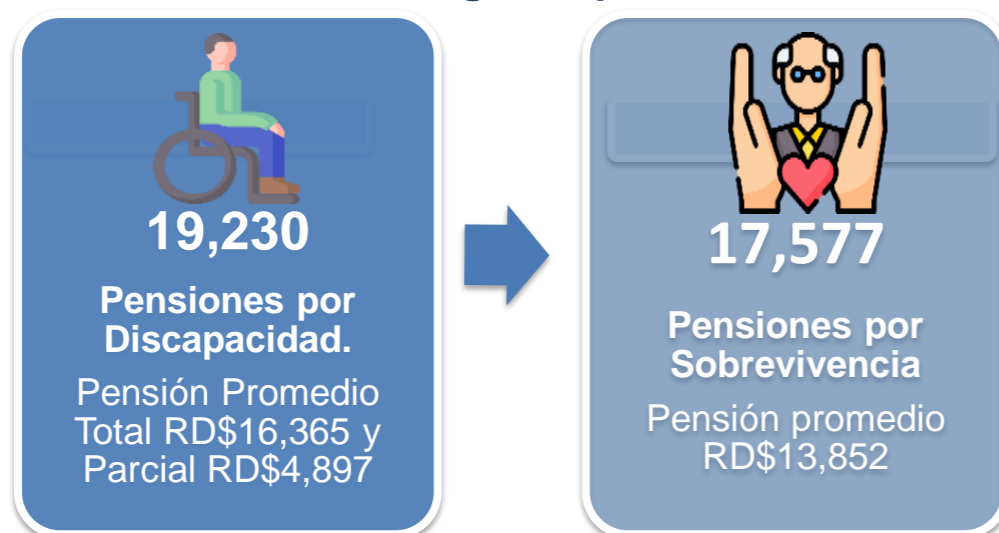 19,230
Pensiones por
Discapacidad.
Pensión Promedio
Total RD$16,365 y
Parcial RD$4,897
17,577
Pensiones por
Sobrevivencia
Pensión promedio
RD$13,852